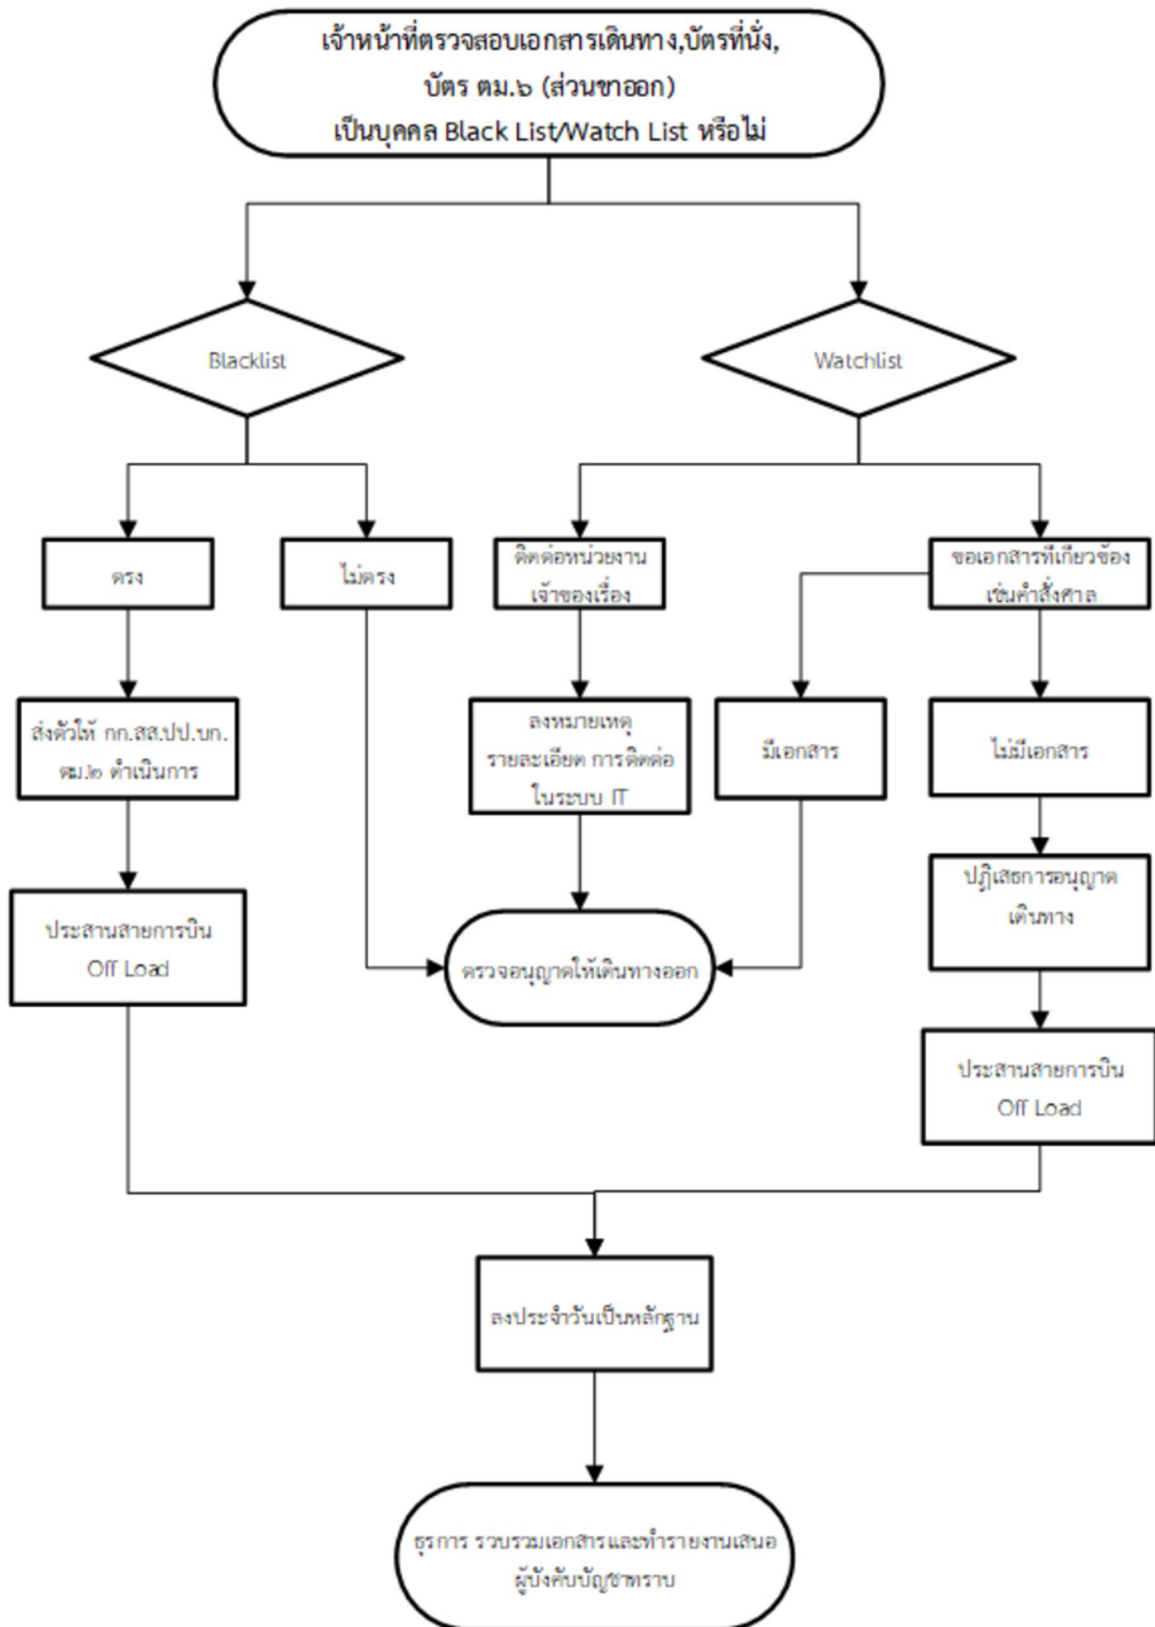 เจ้าหน้าที่ตรวจสอบเอกสารเดินทาง,บัตรที่นั่ง,
บัตร ตม.๖ (ส่วนขาออก)
เป็นบุคคล Black List/Watch List หรือไม่
Blacklist
Watchlist
ตรง
ไม่ตรง
ติดต่อหน่วยงาน
เจ้าของเรื่อง
ขอเอกสารที่เกี่ยวข้อง
เช่นคำสั่งศาล
ส่งตัวให้ กก.สส.ปป.บก.
ตม.๒ ดำเนินการ
ลงหมายเหตุ
รายละเอียด การติดต่อ
ในระบบ IT
มีเอกสาร
ไม่มีเอกสาร
ประสานสายการบิน
Off Load
ตรวจอนุญาตให้เดินทางออก
ปฏิเสธการอนุญาต
เดินทาง
ประสานสายการบิน
Off Load
ลงประจำวันเป็นหลักฐาน
ธุรการ รวบรวมเอกสารและทำรายงานเสนอ
ผู้บังคับบัญชาทราบ